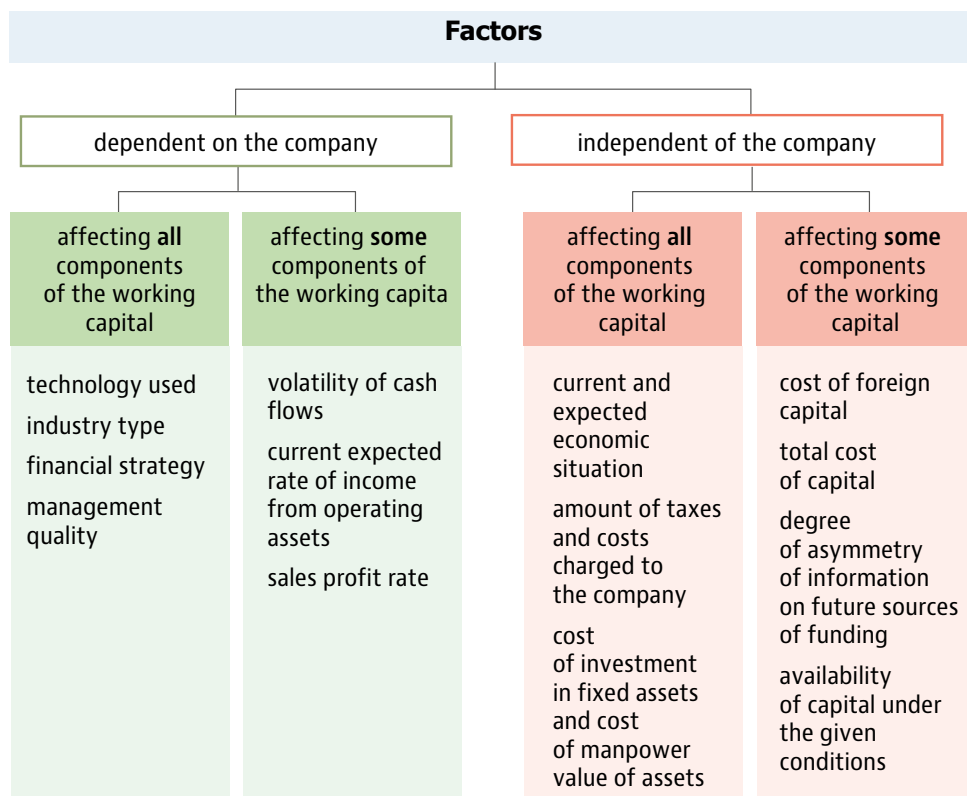 Factors
dependent on the company
independent of the company
affecting all
components
of the working
capital
affecting some
components of
the working capita
affecting all
components
of the working
capital
affecting some
components
of the working
capital
technology used
industry type
financial strategy
management
quality
volatility of cash
flows
current expected
rate of income
from operating
assets
sales profit rate
current and
expected
economic
situation
amount of taxes
and costs
charged to
the company
cost
of investment
in fixed assets
and cost
of manpower
value of assets
cost of foreign
capital
total cost
of capital
degree
of asymmetry
of information
on future sources
of funding
availability
of capital under
the given
conditions